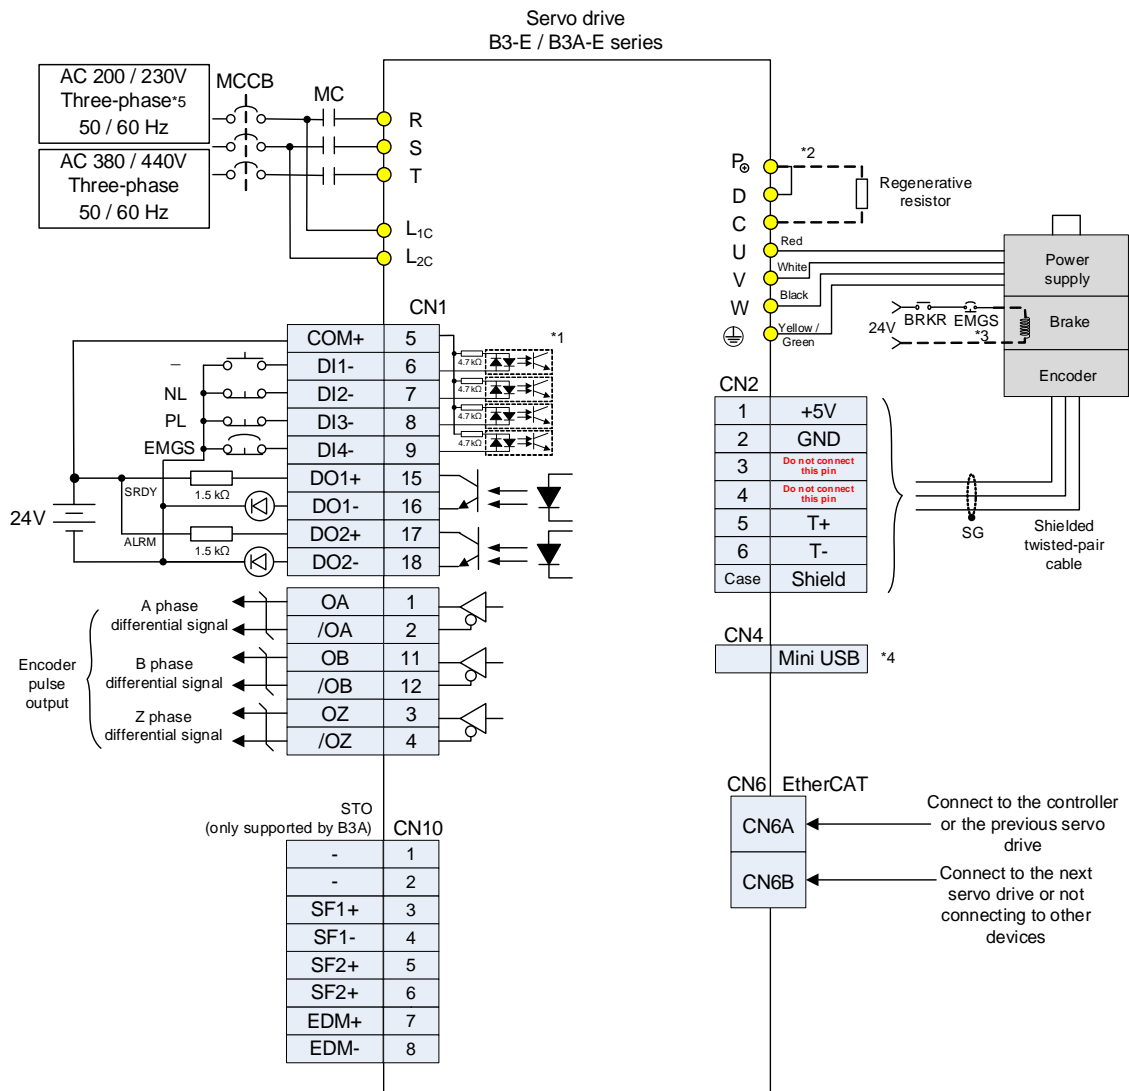 Servo drive
B3-E / B3A-E series
AC 200 / 230V
Three-phase*5
50 / 60 Hz
AC 380 / 440V
Three-phase
50 / 60 Hz
MCCB
MC
R
S
T
L1C
L2C
P⊕
D
C
U
V
W
*2
Regenerative
resistor
Red
White
Black
Yellow /
Green
24V
BRKR
EMGS
*3
Power
supply
Brake
Encoder
CN1
COM+ 5
DI1- 6
DI2- 7
DI3- 8
DI4- 9
DO1+ 15
DO1- 16
DO2+ 17
DO2- 18
–
NL
PL
EMGS
SRDY
1.5 kΩ
24V
ALRM
1.5 kΩ
*1
4.7 kΩ
4.7 kΩ
4.7 kΩ
4.7 kΩ
CN2
1 +5V
2 GND
3 Do not connect
this pin
4 Do not connect
this pin
5 T+
6 T-
Case Shield
SG
Shielded
twisted-pair
cable
OA 1
/OA 2
OB 11
/OB 12
OZ 3
/OZ 4
Encoder
pulse
output
A phase
differential signal
B phase
differential signal
Z phase
differential signal
CN4
Mini USB
*4
STO
(only supported by B3A)
CN10
- 1
- 2
SF1+ 3
SF1- 4
SF2+ 5
SF2+ 6
EDM+ 7
EDM- 8
CN6 EtherCAT
CN6A
CN6B
Connect to the controller
or the previous servo
drive
Connect to the next
servo drive or not
connecting to other
devices